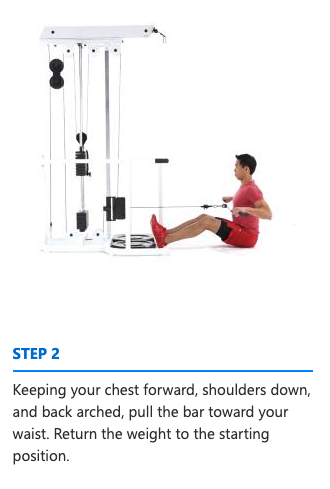 STEP 2
Keeping your chest forward, shoulders down,
and back arched, pull the bar toward your
waist. Return the weight to the starting
position.